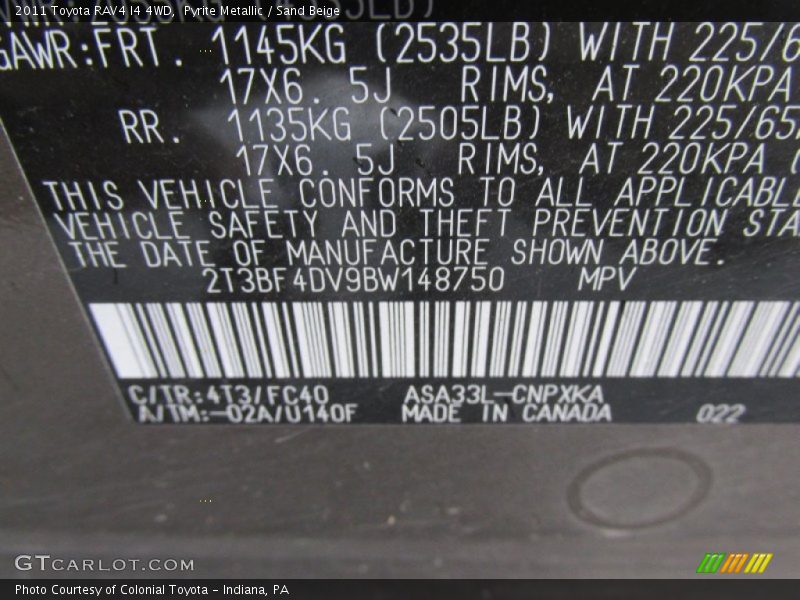 2011 Toyota RAV4 I4 4WD, Pyrite Metallic / Sand Beige
GAWR:FRT. 1145KG (2535LB) WITH 225/6
17X6.5J RIMS, AT 220KPA
RR. 1135KG (2505LB) WITH 225/65
17X6.5J RIMS, AT 220KPA (
THIS VEHICLE CONFORMS TO ALL APPLICABLE
VEHICLE SAFETY AND THEFT PREVENTION STA
THE DATE OF MANUFACTURE SHOWN ABOVE.
2T3BF4DV9BW148750 MPV
C/TR:4T3/FC40 ASA33L-CNPXKA
A/TM:-02A/U140F MADE IN CANADA 022
GTCARLOT.COM
Photo Courtesy of Colonial Toyota - Indiana, PA